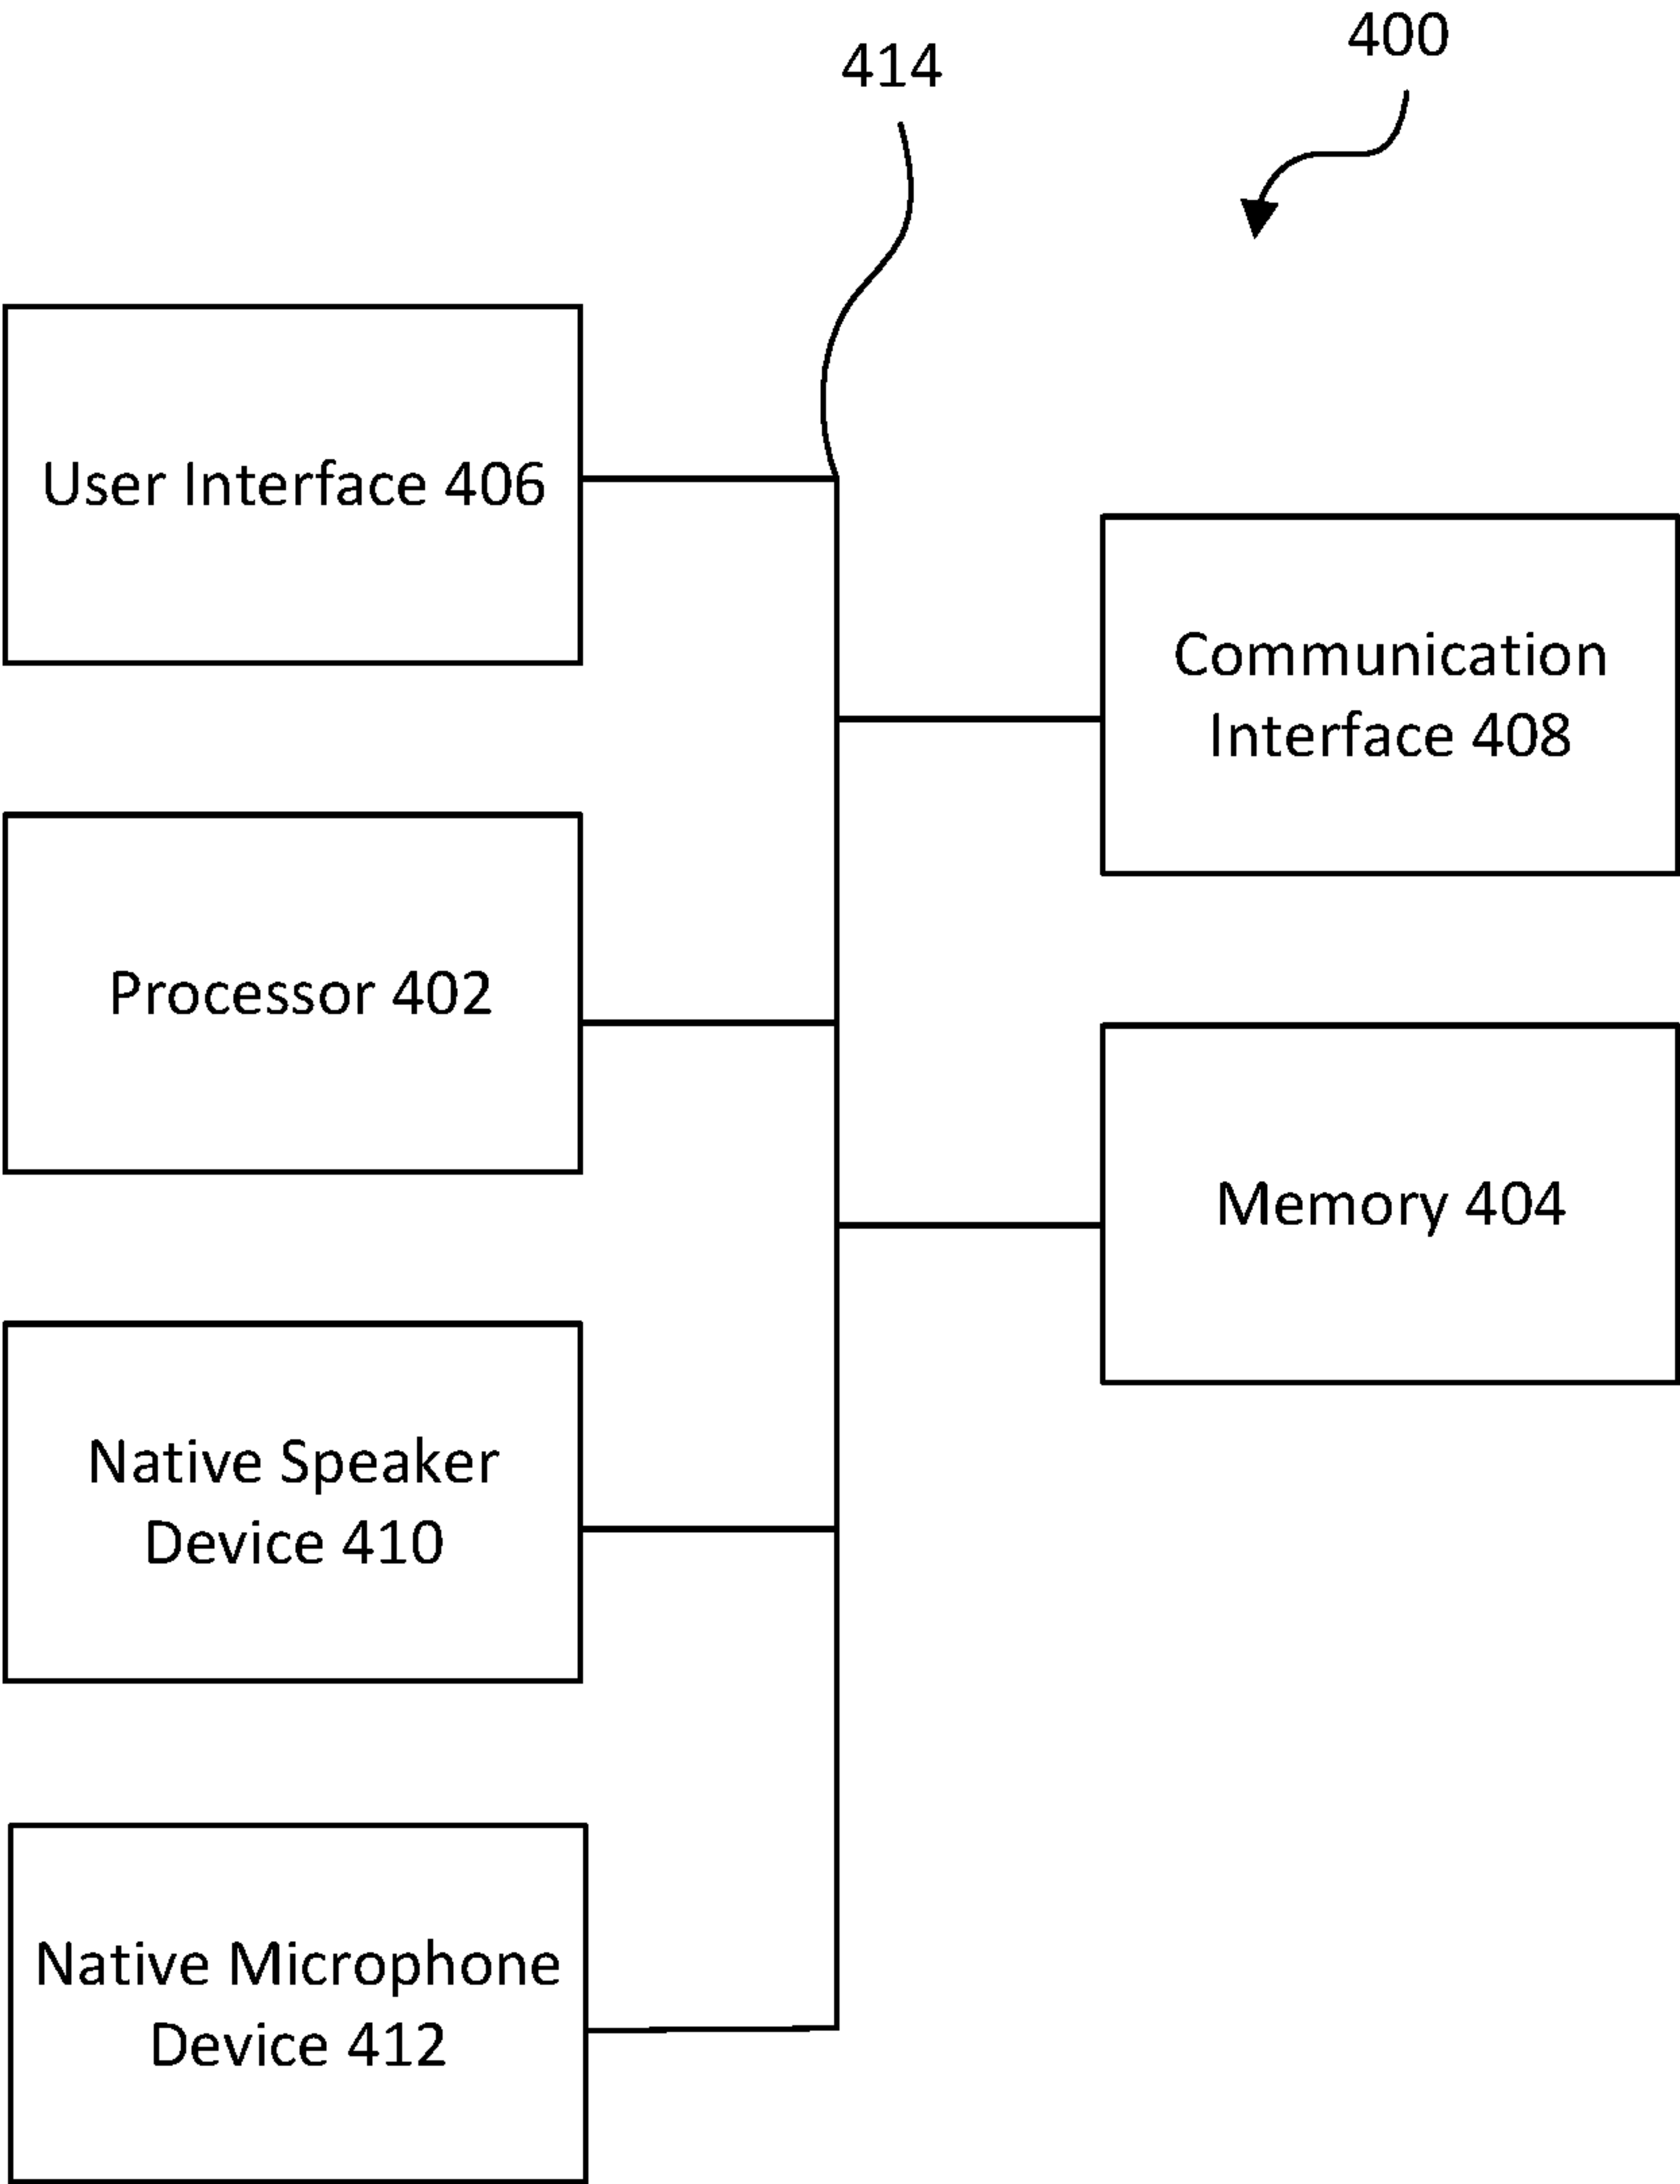 400
414
User Interface 406
Communication
Interface 408
Processor 402
Memory 404
Native Speaker
Device 410
Native Microphone
Device 412